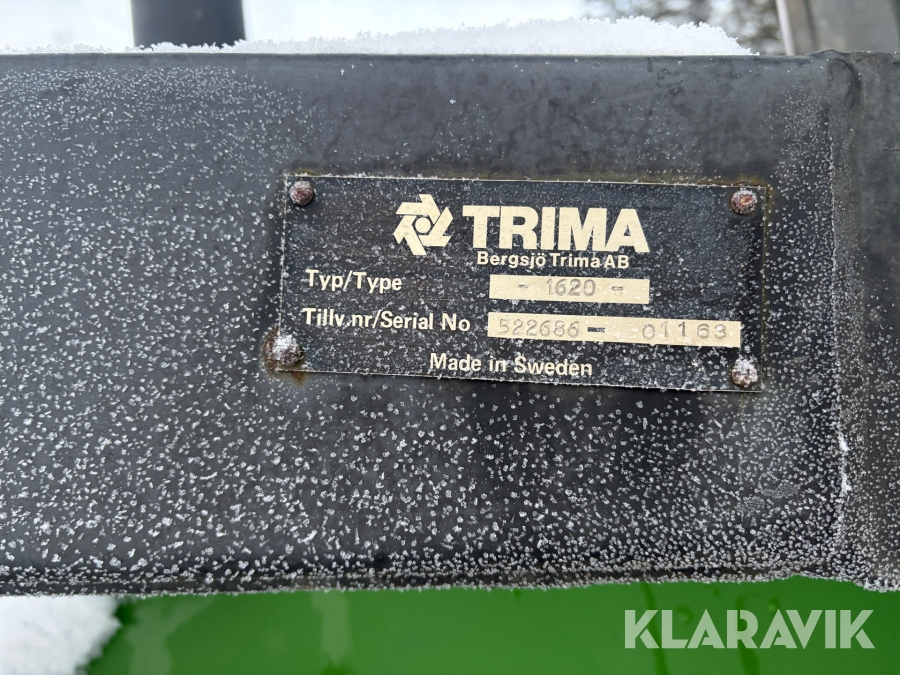 TRIMA
Bergsjö Trima AB
Typ/Type - 1620 -
Tillv.nr/Serial No 522686- 01163
Made in Sweden
KLARAVIK